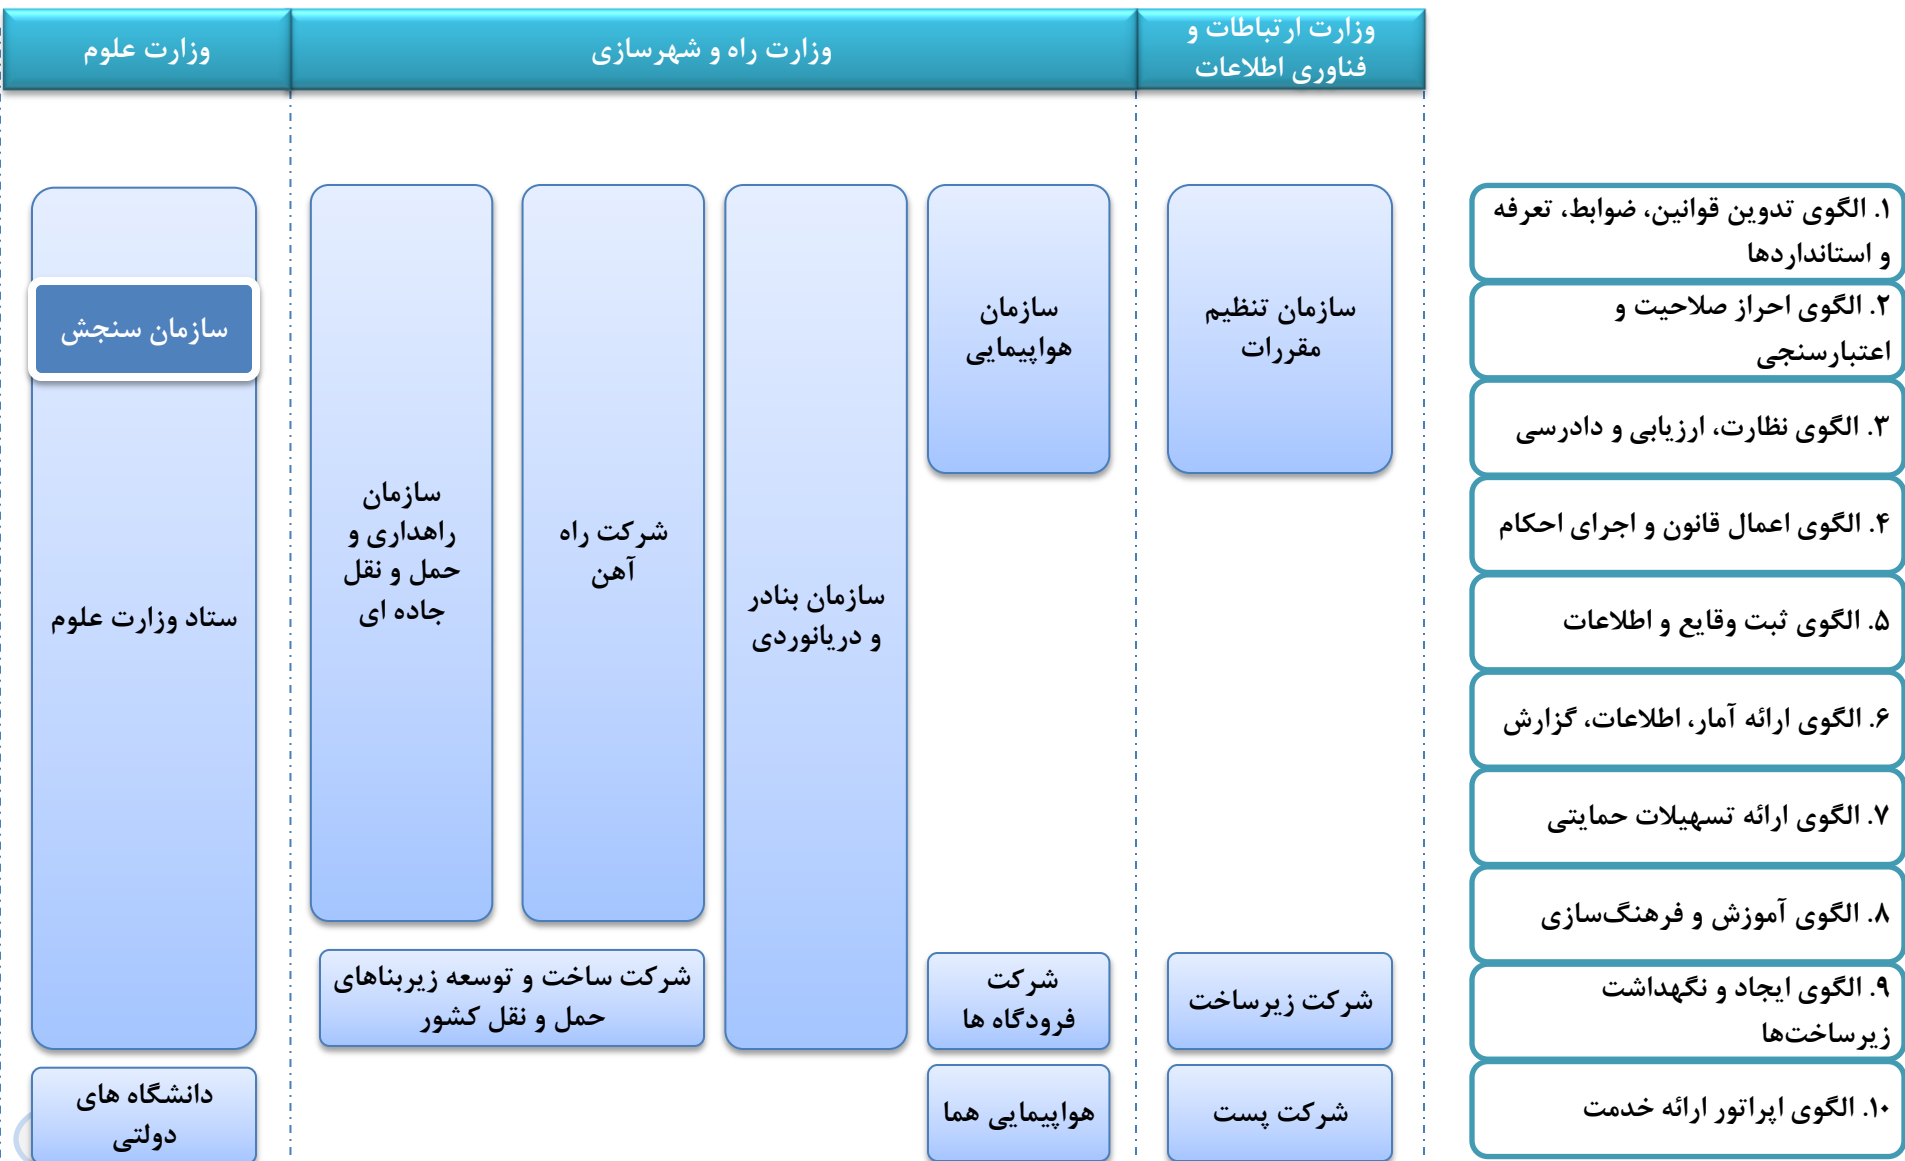 وزارت ارتباطات و
فناوری اطلاعات
وزارت راه و شهرسازی
وزارت علوم
۱. الگوی تدوین قوانین، ضوابط، تعرفه
و استانداردها
۲. الگوی احراز صلاحیت و
اعتبارسنجی
۳. الگوی نظارت، ارزیابی و دادرسی
۴. الگوی اعمال قانون و اجرای احکام
۵. الگوی ثبت وقایع و اطلاعات
۶. الگوی ارائه آمار، اطلاعات، گزارش
۷. الگوی ارائه تسهیلات حمایتی
۸. الگوی آموزش و فرهنگ‌سازی
۹. الگوی ایجاد و نگهداشت
زیرساخت‌ها
۱۰. الگوی اپراتور ارائه خدمت
سازمان تنظیم
مقررات
شرکت زیرساخت
شرکت پست
سازمان
هواپیمایی
شرکت
فرودگاه ها
هواپیمایی هما
سازمان بنادر
و دریانوردی
شرکت راه
آهن
سازمان
راهداری و
حمل و نقل
جاده ای
شرکت ساخت و توسعه زیربناهای
حمل و نقل کشور
سازمان سنجش
ستاد وزارت علوم
دانشگاه های
دولتی